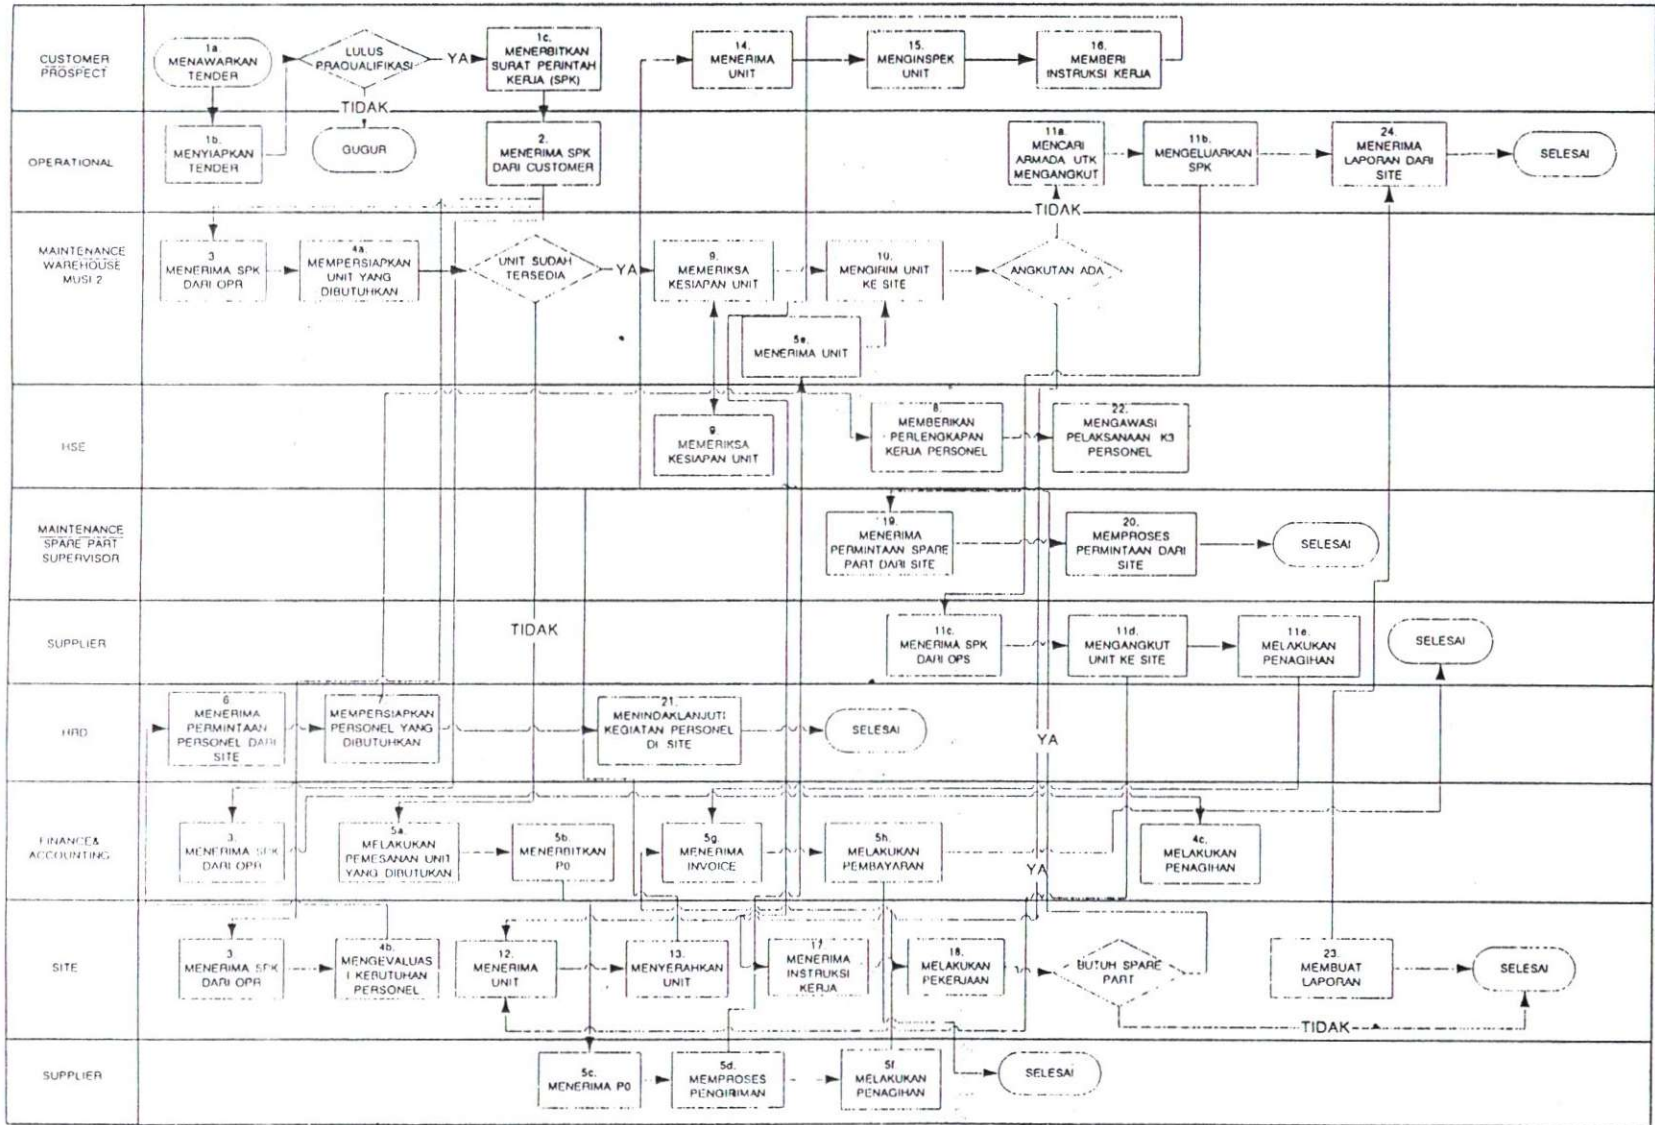 CUSTOMER
PROSPECT
1a.
MENAWARKAN
TENDER
LULUS
PRAQUALIFIKASI
YA
TIDAK
1c.
MENERBITKAN
SURAT PERINTAH
KERJA (SPK)
14.
MENERIMA
UNIT
15.
MENGINSPEK
UNIT
16.
MEMBERI
INSTRUKSI KERJA
OPERATIONAL
1b.
MENYIAPKAN
TENDER
GUGUR
2.
MENERIMA SPK
DARI CUSTOMER
11a.
MENCARI
ARMADA UTK
MENGANGKUT
11b.
MENGELUARKAN
SPK
24.
MENERIMA
LAPORAN DARI
SITE
SELESAI
MAINTENANCE
WAREHOUSE
MUSI 2
3
MENERIMA SPK
DARI OPR
4a.
MEMPERSIAPKAN
UNIT YANG
DIBUTUHKAN
UNIT SUDAH
TERSEDIA
YA
9.
MEMERIKSA
KESIAPAN UNIT
10.
MENGIRIM UNIT
KE SITE
TIDAK
ANGKUTAN ADA
5e.
MENERIMA UNIT
HSE
9.
MEMERIKSA
KESIAPAN UNIT
8.
MEMBERIKAN
PERLENGKAPAN
KERJA PERSONEL
22.
MENGAWASI
PELAKSANAAN K3
PERSONEL
MAINTENANCE
SPARE PART
SUPERVISOR
19.
MENERIMA
PERMINTAAN SPARE
PART DARI SITE
20.
MEMPROSES
PERMINTAAN DARI
SITE
SELESAI
SUPPLIER
TIDAK
11c.
MENERIMA SPK
DARI OPS
11d.
MENGANGKUT
UNIT KE SITE
11e.
MELAKUKAN
PENAGIHAN
SELESAI
HRD
6
MENERIMA
PERMINTAAN
PERSONEL DARI
SITE
7
MEMPERSIAPKAN
PERSONEL YANG
DIBUTUHKAN
21.
MENINDAKLANJUTI
KEGIATAN PERSONEL
DI SITE
SELESAI
YA
FINANCE&
ACCOUNTING
3.
MENERIMA SPK
DARI OPR
5a.
MELAKUKAN
PEMESANAN UNIT
YANG DIBUTUKAN
5b.
MENERBITKAN
PO
5g.
MENERIMA
INVOICE
5h.
MELAKUKAN
PEMBAYARAN
YA
4c.
MELAKUKAN
PENAGIHAN
SITE
3
MENERIMA SPK
DARI OPR
4b.
MENGEVALUAS
I KEBUTUHAN
PERSONEL
12.
MENERIMA
UNIT
13.
MENYERAHKAN
UNIT
17
MENERIMA
INSTRUKSI
KERJA
18.
MELAKUKAN
PEKERJAAN
BUTUH SPARE
PART
TIDAK
23.
MEMBUAT
LAPORAN
SELESAI
SUPPLIER
5c.
MENERIMA PO
5d.
MEMPROSES
PENGIRIMAN
5f.
MELAKUKAN
PENAGIHAN
SELESAI